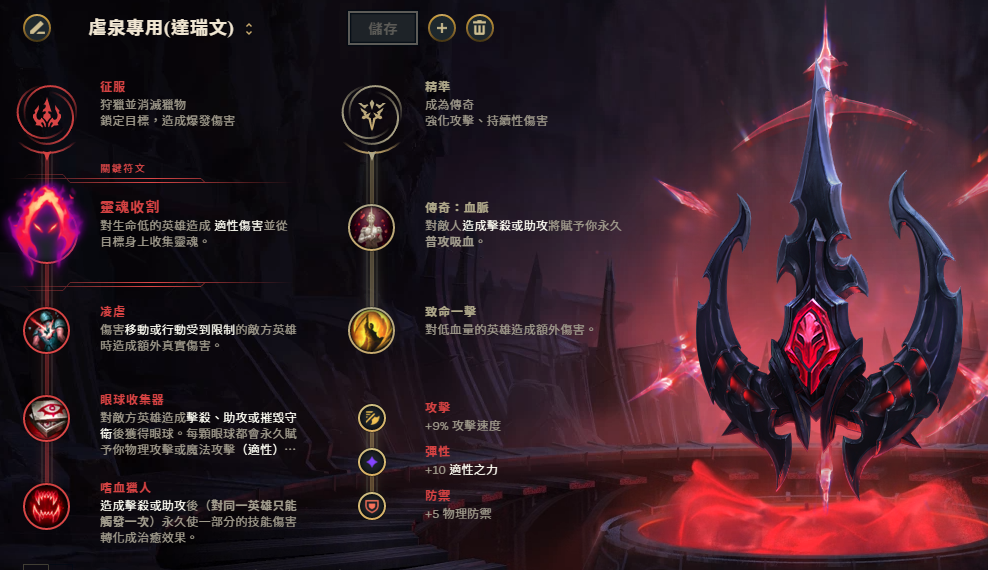 虐泉專用(達瑞文)
儲存
征服
狩獵並消滅獵物
鎖定目標，造成爆發傷害
關鍵符文
靈魂收割
對生命低的英雄造成 適性傷害並從
目標身上收集靈魂。
凌虐
傷害移動或行動受到限制的敵方英雄
時造成額外真實傷害。
眼球收集器
對敵方英雄造成擊殺、助攻或摧毀守
衛後獲得眼球。每顆眼球都會永久賦
予你物理攻擊或魔法攻擊（適性）…
嗜血獵人
造成擊殺或助攻後（對同一英雄只能
觸發一次）永久使一部分的技能傷害
轉化成治癒效果。
精準
成為傳奇
強化攻擊、持續性傷害
傳奇：血脈
對敵人造成擊殺或助攻將賦予你永久
普攻吸血。
致命一擊
對低血量的英雄造成額外傷害。
攻擊
+9% 攻擊速度
彈性
+10 適性之力
防禦
+5 物理防禦